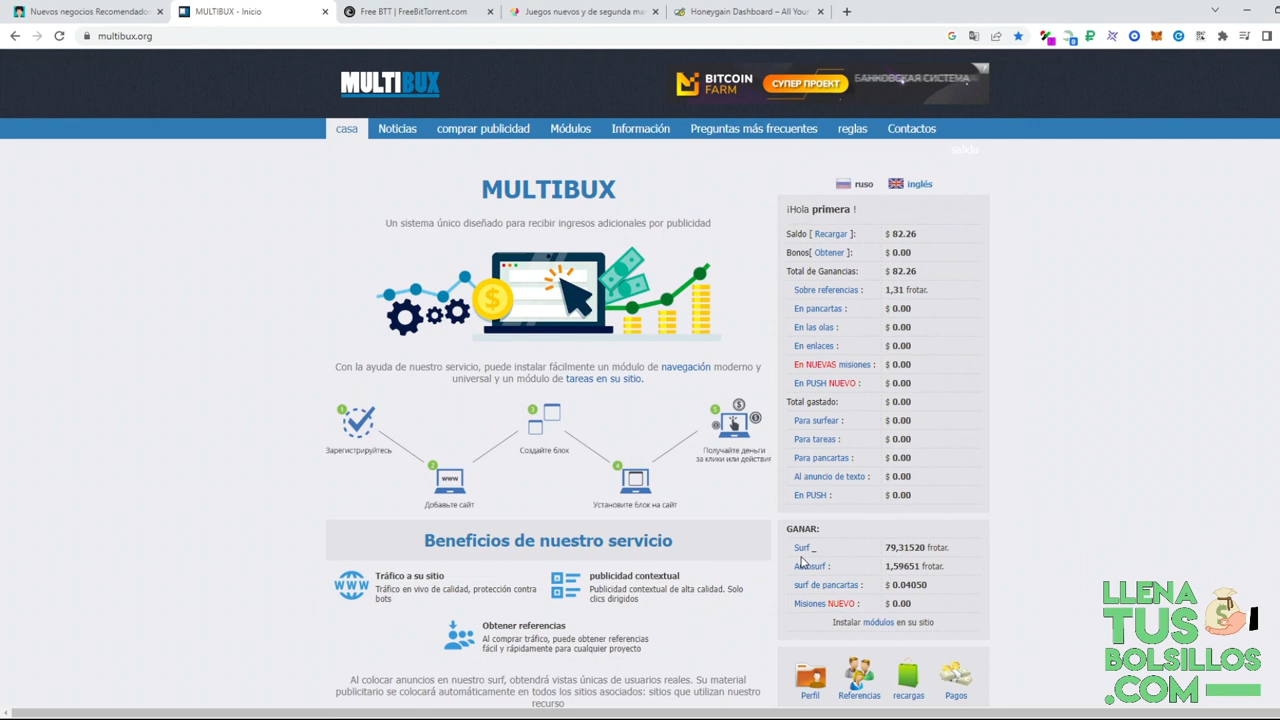 Nuevos negocios Recomendados
MULTIBUX - Inicio
Free BTT | FreeBitTorrent.com
Juegos nuevos y de segunda ma
Honeygain Dashboard – All Your
multibux.org
MULTIBUX
BITCOIN
FARM
СУПЕР ПРОЕКТ
БАНКОВСКАЯ СИСТЕМА
casa
Noticias
comprar publicidad
Módulos
Información
Preguntas más frecuentes
reglas
Contactos
salida
MULTIBUX
Un sistema único diseñado para recibir ingresos adicionales por publicidad
Con la ayuda de nuestro servicio, puede instalar fácilmente un módulo de navegación moderno y
universal y un módulo de tareas en su sitio.
1
Зарегистрируйтесь
2
www
Добавьте сайт
3
Создайте блок
4
Установите блок на сайт
5
Получайте деньги
за клики или действия
Beneficios de nuestro servicio
WWW
Tráfico a su sitio
Tráfico en vivo de calidad, protección contra
bots
publicidad contextual
Publicidad contextual de alta calidad. Solo
clics dirigidos
Obtener referencias
Al comprar tráfico, puede obtener referencias
fácil y rápidamente para cualquier proyecto
Al colocar anuncios en nuestro surf, obtendrá vistas únicas de usuarios reales. Su material
publicitario se colocará automáticamente en todos los sitios asociados: sitios que utilizan nuestro
recurso
ruso
inglés
¡Hola primera !
Saldo [ Recargar ]: $ 82.26
Bonos[ Obtener ]: $ 0.00
Total de Ganancias: $ 82.26
Sobre referencias : 1,31 frotar.
En pancartas : $ 0.00
En las olas : $ 0.00
En enlaces : $ 0.00
En NUEVAS misiones : $ 0.00
En PUSH NUEVO : $ 0.00
Total gastado: $ 0.00
Para surfear : $ 0.00
Para tareas : $ 0.00
Para pancartas : $ 0.00
Al anuncio de texto : $ 0.00
En PUSH : $ 0.00
GANAR:
Surf _ 79,31520 frotar.
Autosurf : 1,59651 frotar.
surf de pancartas : $ 0.04050
Misiones NUEVO : $ 0.00
Instalar módulos en su sitio
Perfil
Referencias
recargas
Pagos
LLENA
TUS
BOLSILLOS
.COM